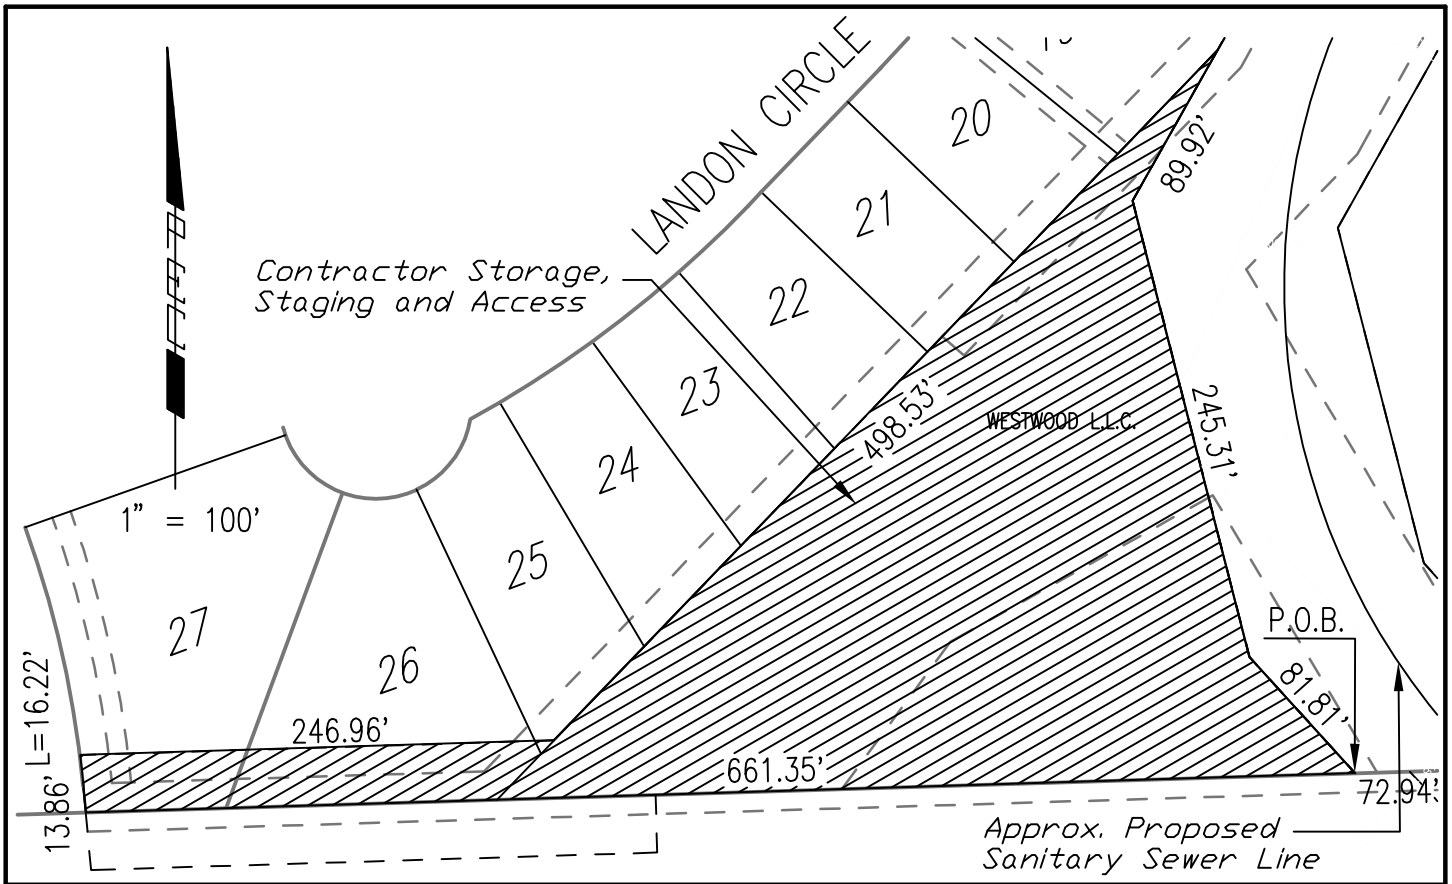 LANDON CIRCLE
20
21
22
23
24
25
26
27
Contractor Storage,
Staging and Access
1” = 100'
89.92'
498.53'
WESTWOOD L.L.C.
245.31'
P.O.B.
81.81'
L=16.22'
13.86'
246.96'
661.35'
72.94'
Approx. Proposed
Sanitary Sewer Line